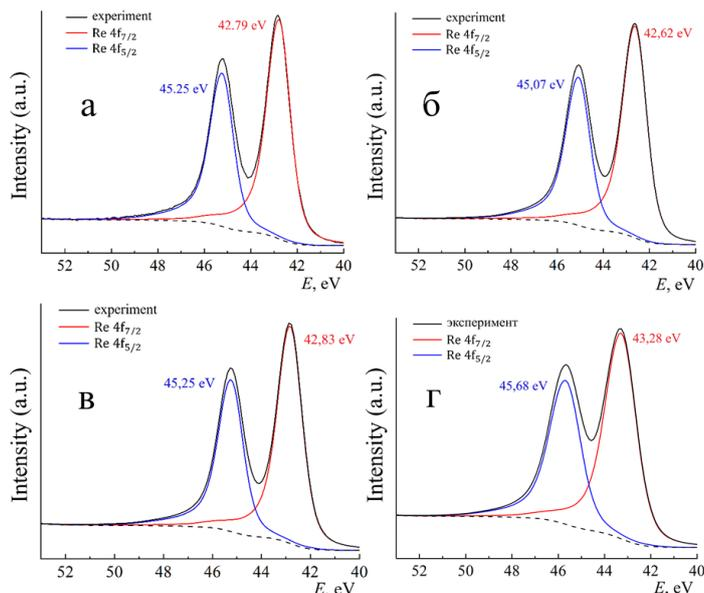 experiment
Re 4f7/2
Re 4f5/2
42.79 eV
45.25 eV
а
Intensity (a.u.)
52 50 48 46 44 42 40
E, eV
experiment
Re 4f7/2
Re 4f5/2
42,62 eV
45,07 eV
б
Intensity (a.u.)
52 50 48 46 44 42 40
E, eV
experiment
Re 4f7/2
Re 4f5/2
42,83 eV
45,25 eV
в
Intensity (a.u.)
52 50 48 46 44 42 40
E, eV
эксперимент
Re 4f7/2
Re 4f5/2
43,28 eV
45,68 eV
г
Intensity (a.u.)
52 50 48 46 44 42 40
E, eV